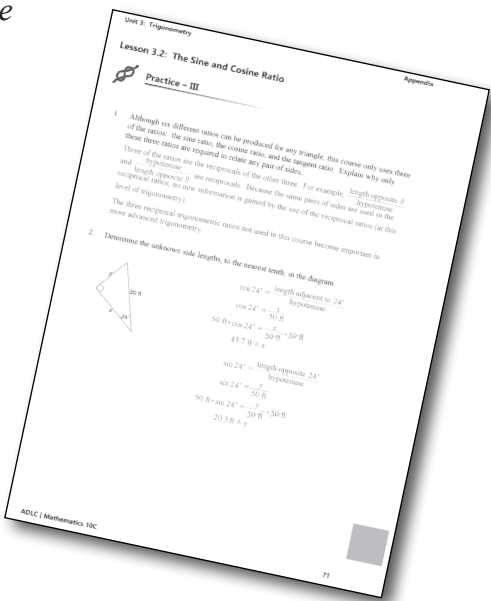 e
Unit 3: Trigonometry
Appendix
Lesson 3.2: The Sine and Cosine Ratio
Practice – III
1. Although six different ratios can be produced for any triangle, this course only uses three
of the ratios: the sine ratio, the cosine ratio, and the tangent ratio. Explain why only
these three ratios are required to relate any pair of sides.
Three of the ratios are the reciprocals of the other three. For example, length opposite θ / hypotenuse
and hypotenuse / length opposite θ are reciprocals. Because the same pairs of sides are used in the
reciprocal ratios, no new information is gained by the use of the reciprocal ratios (at this
level of trigonometry).
The three reciprocal trigonometric ratios not used in this course become important in
more advanced trigonometry.
2. Determine the unknown side lengths, to the nearest tenth, in the diagram.
y
50 ft
x
24°
cos 24° = length adjacent to 24° / hypotenuse
cos 24° = x / 50 ft
50 ft • cos 24° = x / 50 ft • 50 ft
45.7 ft ≐ x
sin 24° = length opposite 24° / hypotenuse
sin 24° = y / 50 ft
50 ft • sin 24° = y / 50 ft • 50 ft
20.3 ft ≐ y
ADLC | Mathematics 10C
71